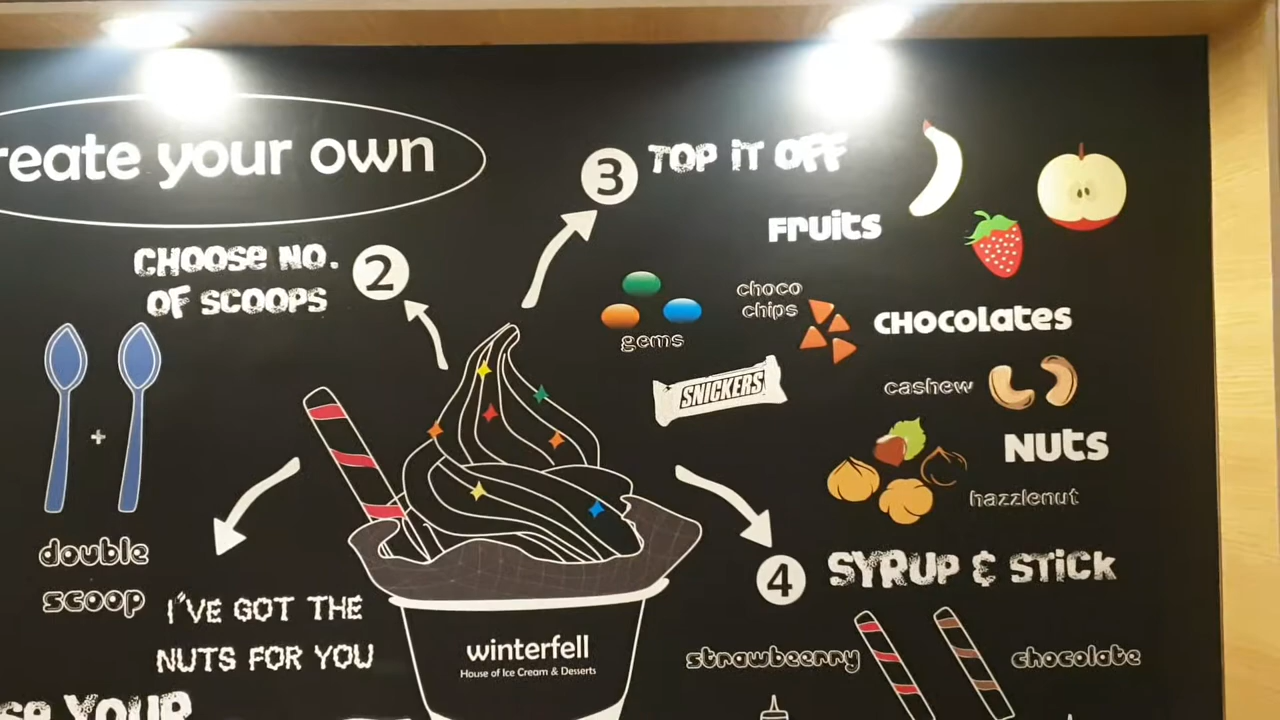 reate your own
CHOOSE NO.
OF SCOOPS
2
double
scoop
+
I'VE GOT THE
NUTS FOR YOU
YOUR
winterfell
House of Ice Cream & Desserts
3
TOP iT OFF
FRUITS
gems
choco
chips
CHOCOLATES
SNICKERS
cashew
NUTS
hazzlenut
4
SYRUP & STICK
strawbeerry
chocolate